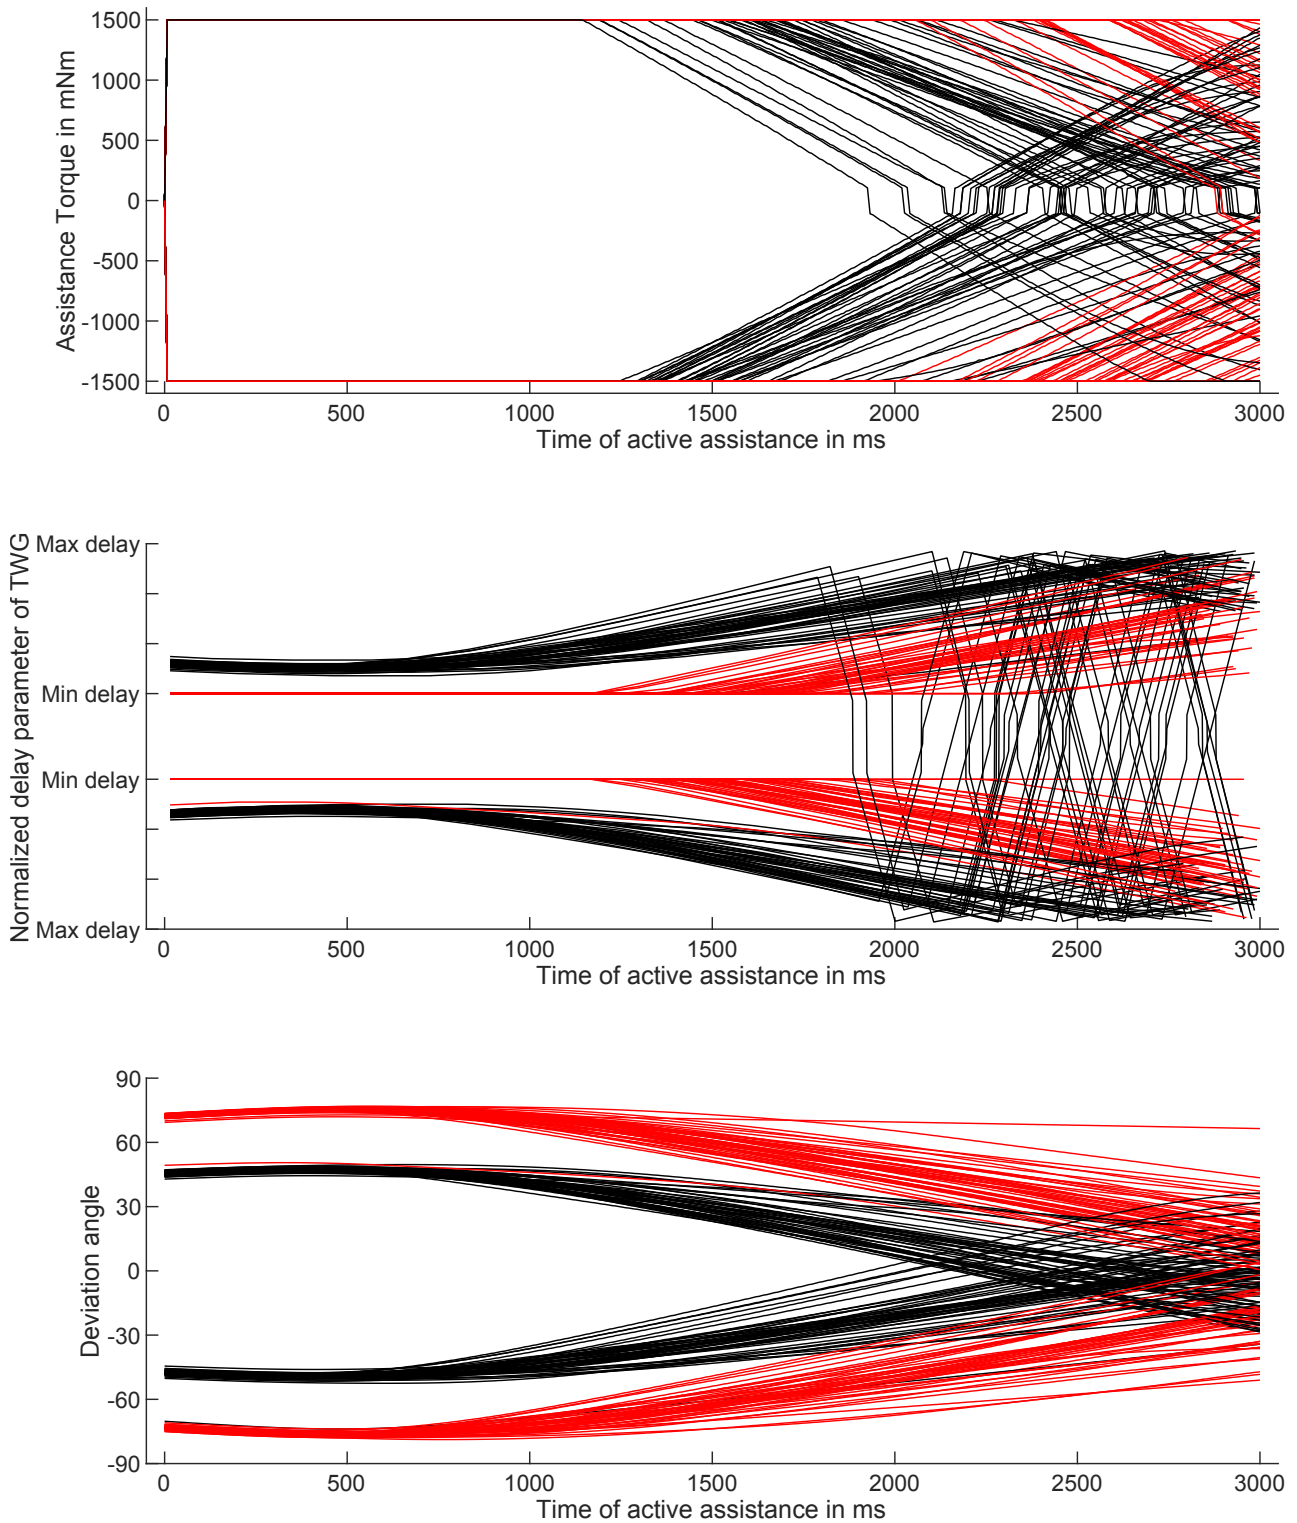 Assistance Torque in mNm
1500
1000
500
0
-500
-1000
-1500
0 500 1000 1500 2000 2500 3000
Time of active assistance in ms
Normalized delay parameter of TWG
Max delay
Min delay
Min delay
Max delay
0 500 1000 1500 2000 2500 3000
Time of active assistance in ms
Deviation angle
90
60
30
0
-30
-60
-90
0 500 1000 1500 2000 2500 3000
Time of active assistance in ms